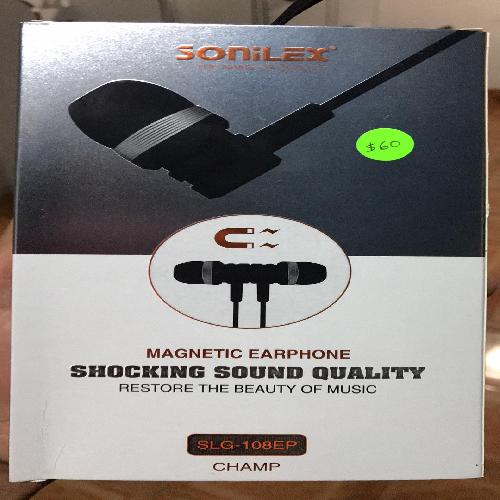 SONiLEX
$60
MAGNETIC EARPHONE
SHOCKING SOUND QUALITY
RESTORE THE BEAUTY OF MUSIC
SLG-108EP
CHAMP